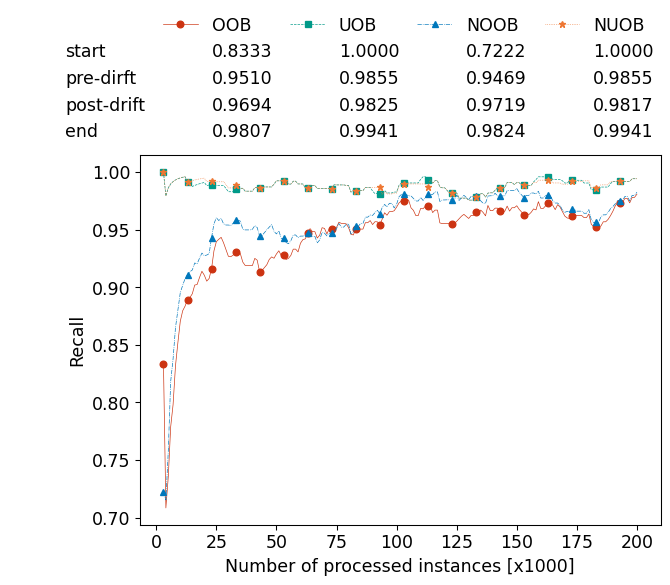 OOB UOB NOOB NUOB
start 0.8333 1.0000 0.7222 1.0000
pre-dirft 0.9510 0.9855 0.9469 0.9855
post-drift 0.9694 0.9825 0.9719 0.9817
end 0.9807 0.9941 0.9824 0.9941
1.00
0.95
0.90
0.85
0.80
0.75
0.70
Recall
0 25 50 75 100 125 150 175 200
Number of processed instances [x1000]